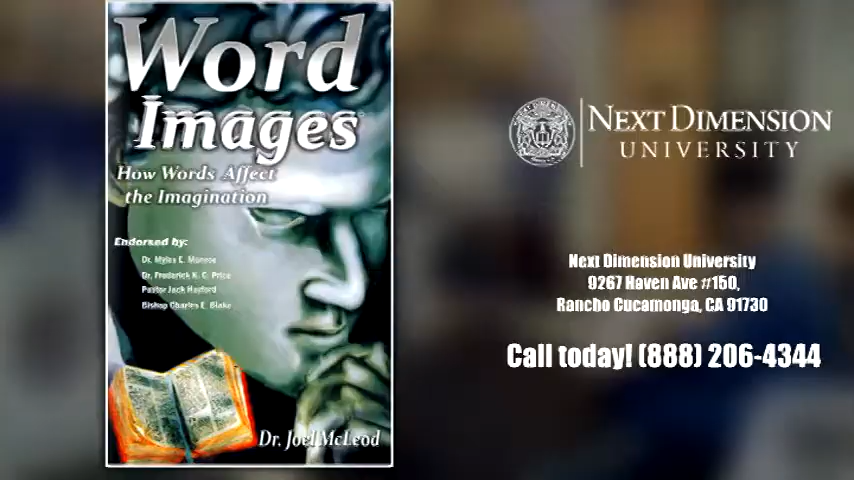 Word
Images
How Words Affect
the Imagination
Endorsed by:
Dr. Myles E. Monroe
Dr. Frederick K. C. Price
Pastor Jack Hayford
Bishop Charles E. Blake
Dr. Joel McLeod
NEXT DIMENSION
UNIVERSITY
Next Dimension University
9267 Haven Ave #150,
Rancho Cucamonga, CA 91730
Call today! (888) 206-4344